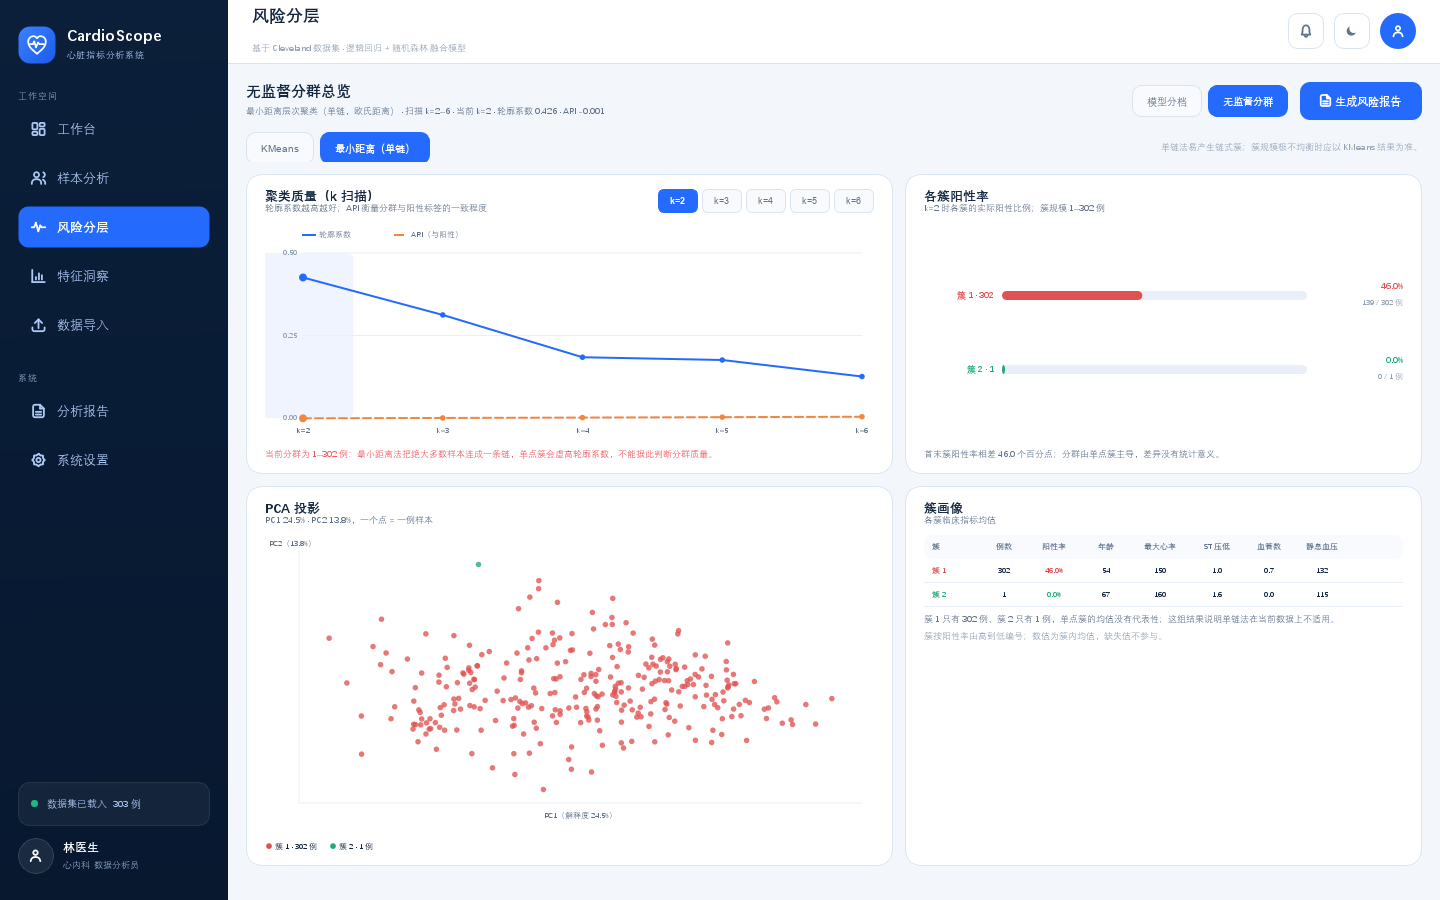 CardioScope
心脏指标分析系统
工作空间
工作台
样本分析
风险分层
特征洞察
数据导入
系统
分析报告
系统设置
数据集已载入 303 例
林医生
心内科 数据分析员
风险分层
基于 Cleveland 数据集 · 逻辑回归 + 随机森林 融合模型
无监督分群总览
最小距离层次聚类（单链，欧氏距离） · 扫描 k=2–6 · 当前 k=2 · 轮廓系数 0.426 · ARI -0.001
模型分档
无监督分群
生成风险报告
KMeans
最小距离（单链）
单链法易产生链式簇；簇规模极不均衡时应以 KMeans 结果为准。
聚类质量（k 扫描）
轮廓系数越高越好；ARI 衡量分群与阳性标签的一致程度
k=2
k=3
k=4
k=5
k=6
轮廓系数
ARI（与阳性）
0.50
0.25
0.00
k=2
k=3
k=4
k=5
k=6
当前分群为 1–302 例：最小距离法把绝大多数样本连成一条链，单点簇会虚高轮廓系数，不能据此判断分群质量。
各簇阳性率
k=2 时各簇的实际阳性比例；簇规模 1–302 例
簇 1 · 302
46.0%
139 / 302 例
簇 2 · 1
0.0%
0 / 1 例
首末簇阳性率相差 46.0 个百分点；分群由单点簇主导，差异没有统计意义。
PCA 投影
PC1 24.5% · PC2 13.8%，一个点 = 一例样本
PC2（13.8%）
PC1（解释度 24.5%）
簇 1 · 302 例
簇 2 · 1 例
簇画像
各簇临床指标均值
簇 例数 阳性率 年龄 最大心率 ST 压低 血管数 静息血压
簇 1 302 46.0% 54 150 1.0 0.7 132
簇 2 1 0.0% 67 160 1.6 0.0 115
簇 1 只有 302 例、簇 2 只有 1 例，单点簇的均值没有代表性；这组结果说明单链法在当前数据上不适用。
簇按阳性率由高到低编号；数值为簇内均值，缺失值不参与。